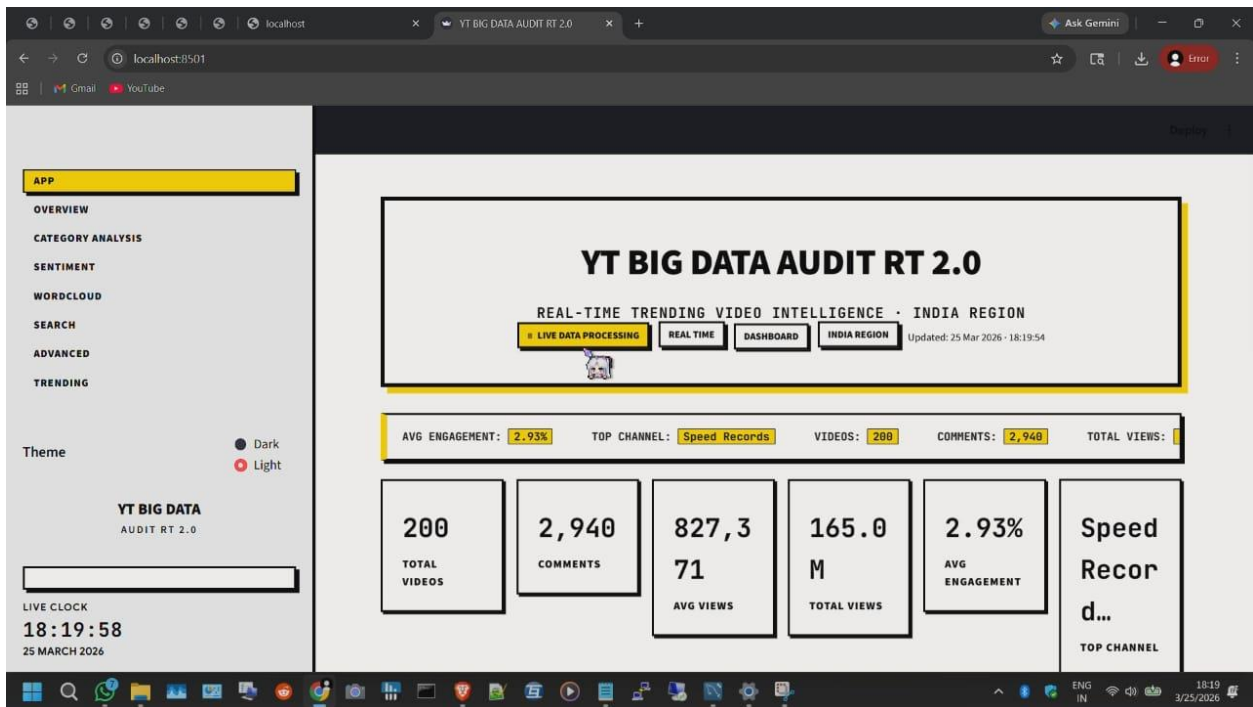 localhost
YT BIG DATA AUDIT RT 2.0
Ask Gemini
localhost:8501
Error
Gmail
YouTube
Deploy
APP
OVERVIEW
CATEGORY ANALYSIS
SENTIMENT
WORDCLOUD
SEARCH
ADVANCED
TRENDING
Theme
Dark
Light
YT BIG DATA
AUDIT RT 2.0
LIVE CLOCK
18:19:58
25 MARCH 2026
YT BIG DATA AUDIT RT 2.0
REAL-TIME TRENDING VIDEO INTELLIGENCE · INDIA REGION
LIVE DATA PROCESSING REAL TIME DASHBOARD INDIA REGION Updated: 25 Mar 2026 · 18:19:54
AVG ENGAGEMENT: 2.93% TOP CHANNEL: Speed Records VIDEOS: 200 COMMENTS: 2,940 TOTAL VIEWS:
200
TOTAL
VIDEOS
2,940
COMMENTS
827,3
71
AVG VIEWS
165.0
M
TOTAL VIEWS
2.93%
AVG
ENGAGEMENT
Speed
Recor
d…
TOP CHANNEL
ENG
IN
18:19
3/25/2026